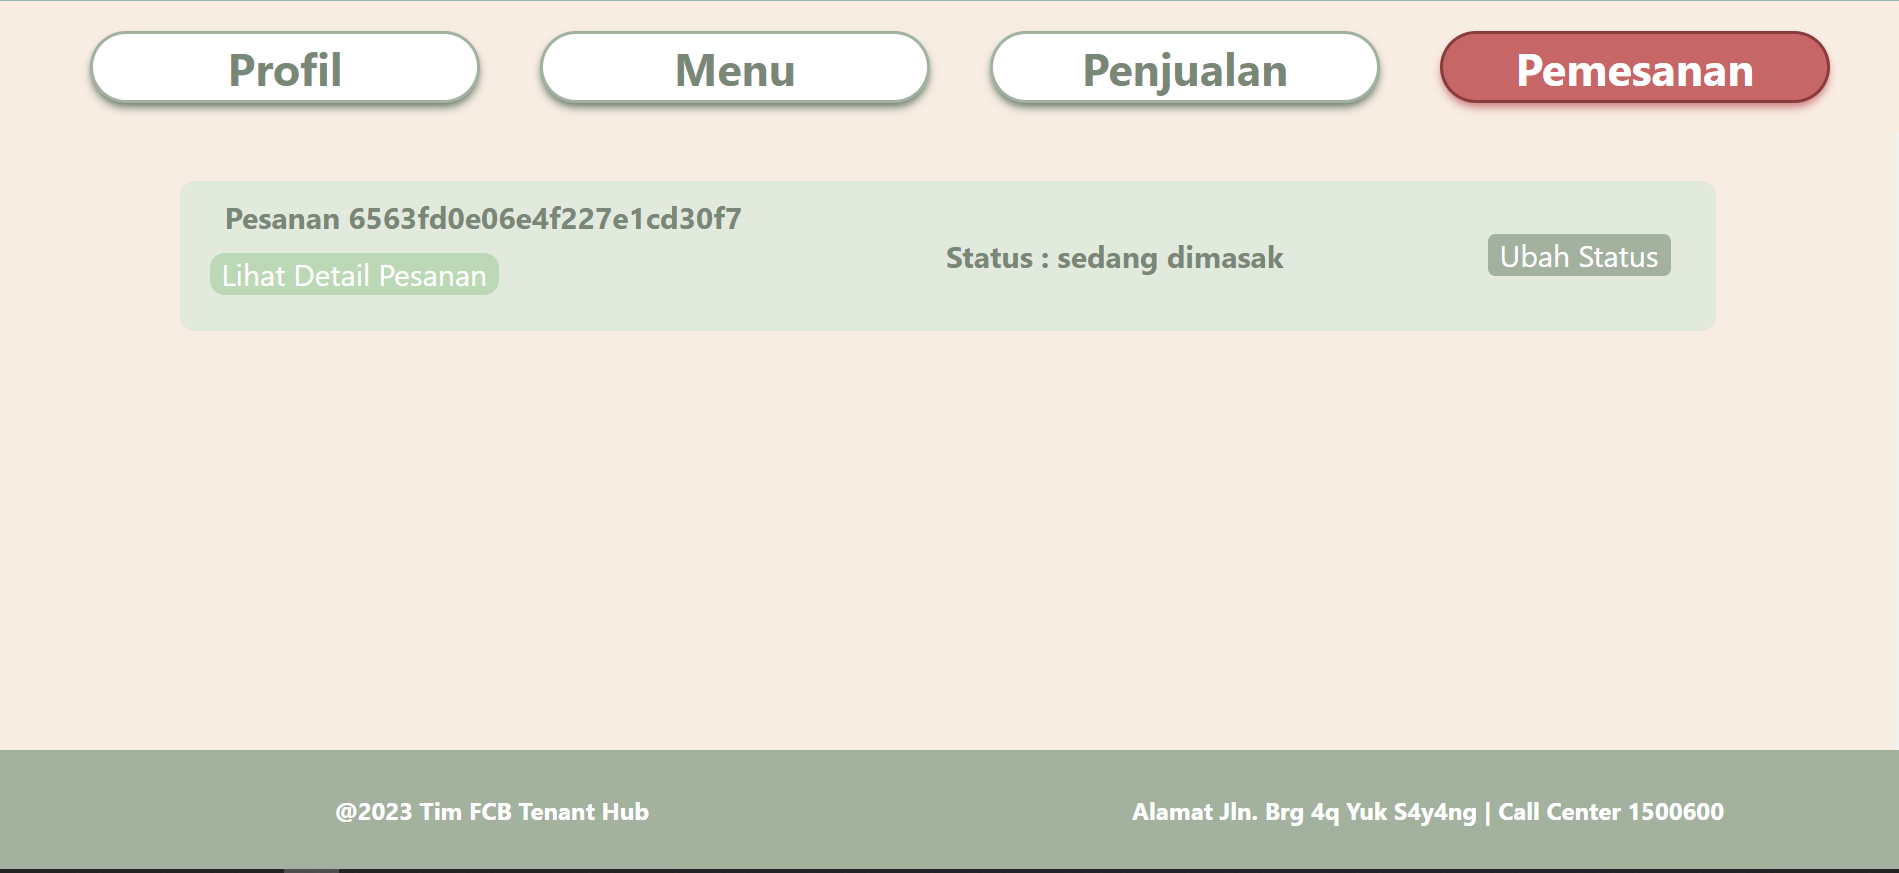 Profil
Menu
Penjualan
Pemesanan
Pesanan 6563fd0e06e4f227e1cd30f7
Lihat Detail Pesanan
Status : sedang dimasak
Ubah Status
@2023 Tim FCB Tenant Hub
Alamat Jln. Brg 4q Yuk S4y4ng | Call Center 1500600